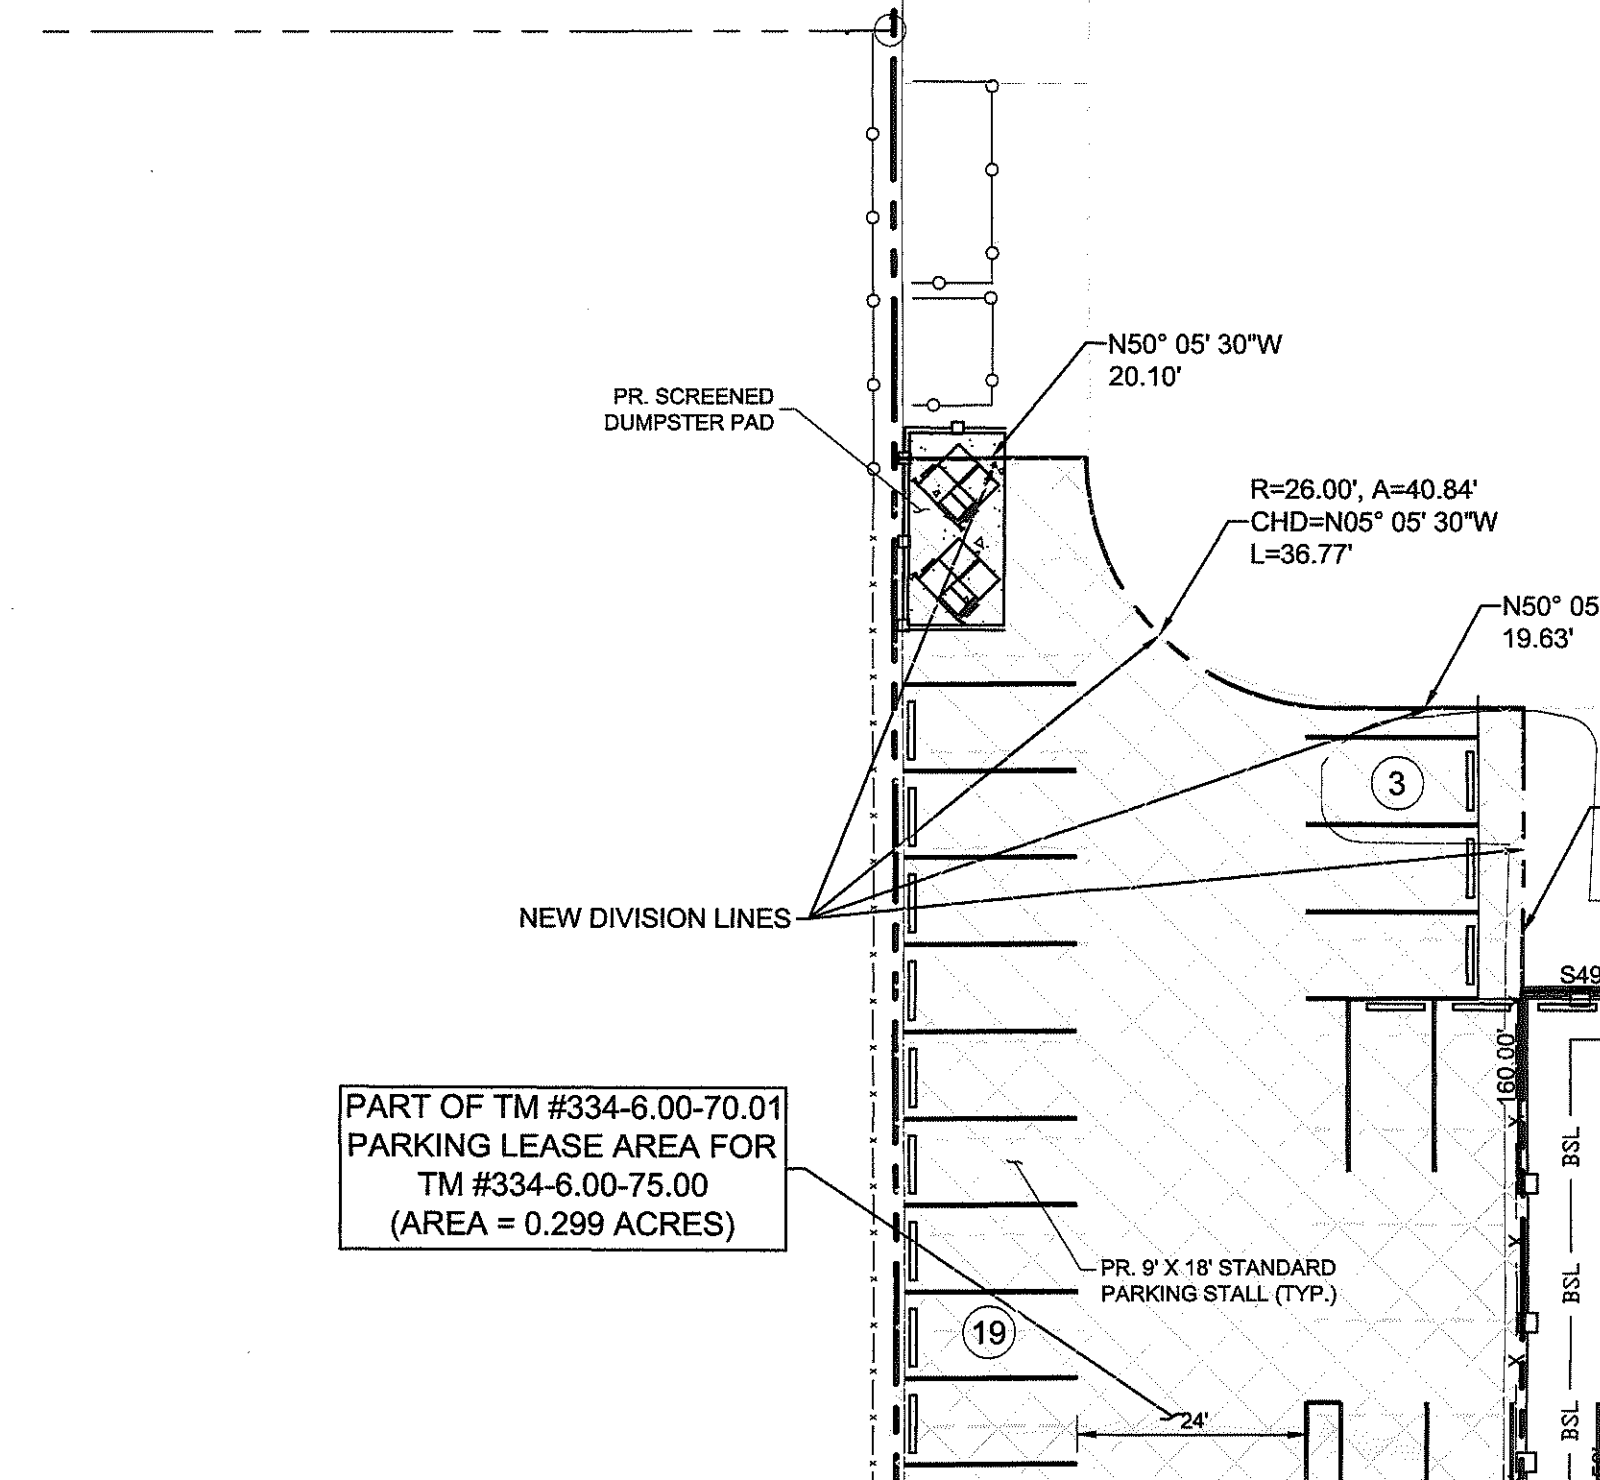 N50° 05' 30"W
20.10'
PR. SCREENED
DUMPSTER PAD
R=26.00', A=40.84'
CHD=N05° 05' 30"W
L=36.77'
N50° 05
19.63'
3
NEW DIVISION LINES
S49
160.00'
PART OF TM #334-6.00-70.01
PARKING LEASE AREA FOR
TM #334-6.00-75.00
(AREA = 0.299 ACRES)
BSL
BSL
BSL
PR. 9' X 18' STANDARD
PARKING STALL (TYP.)
19
24'